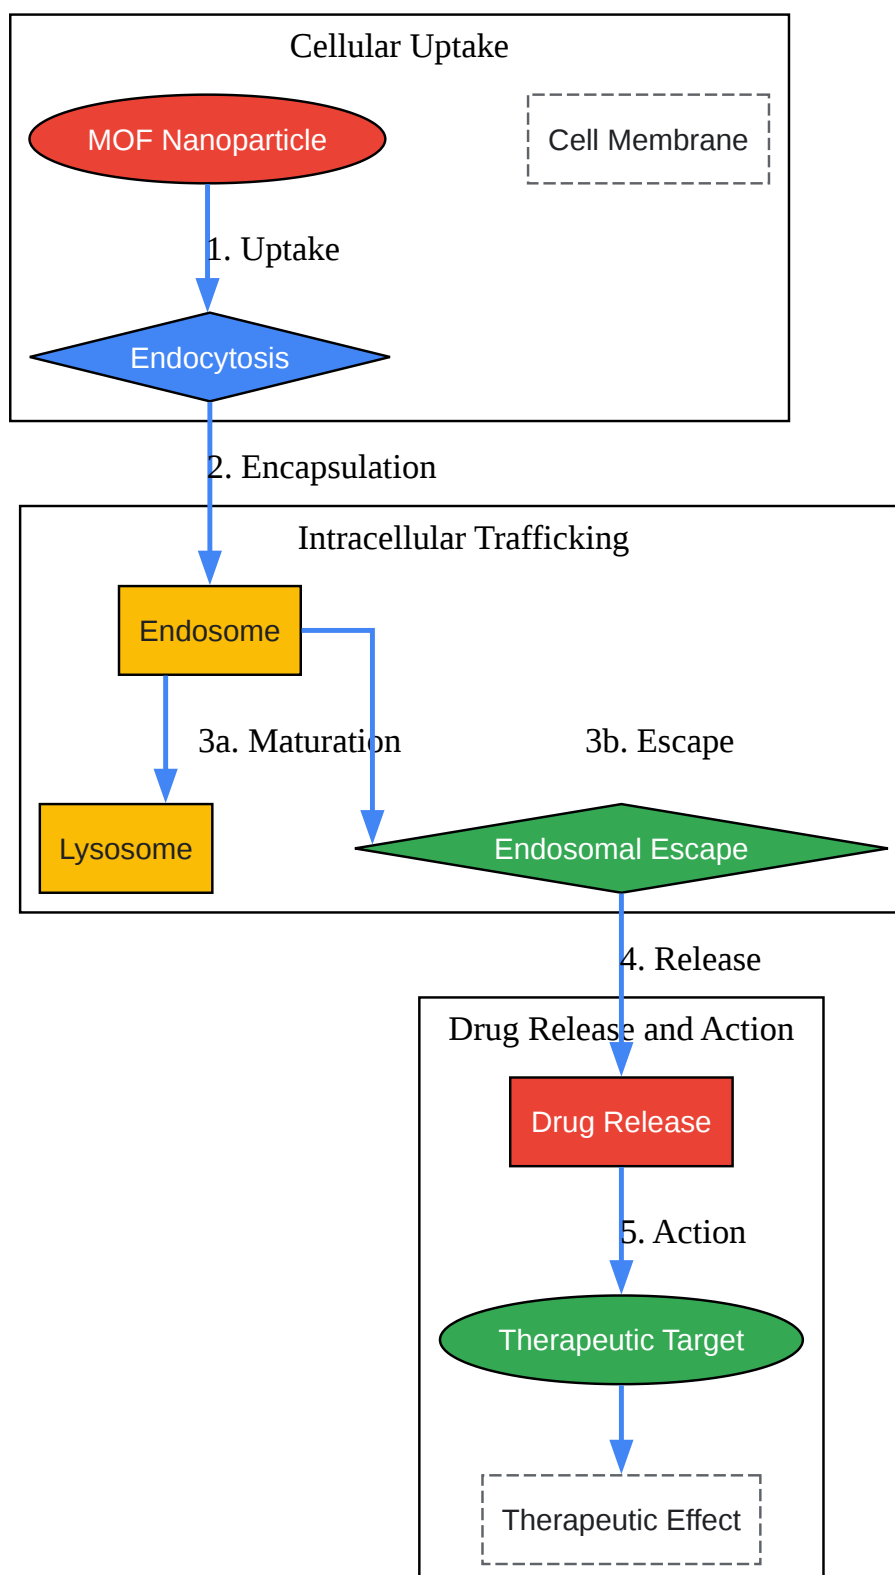 Cellular Uptake
MOF Nanoparticle
Cell Membrane
1. Uptake
Endocytosis
2. Encapsulation
Intracellular Trafficking
Endosome
3a. Maturation
3b. Escape
Lysosome
Endosomal Escape
4. Release
Drug Release and Action
Drug Release
5. Action
Therapeutic Target
Therapeutic Effect